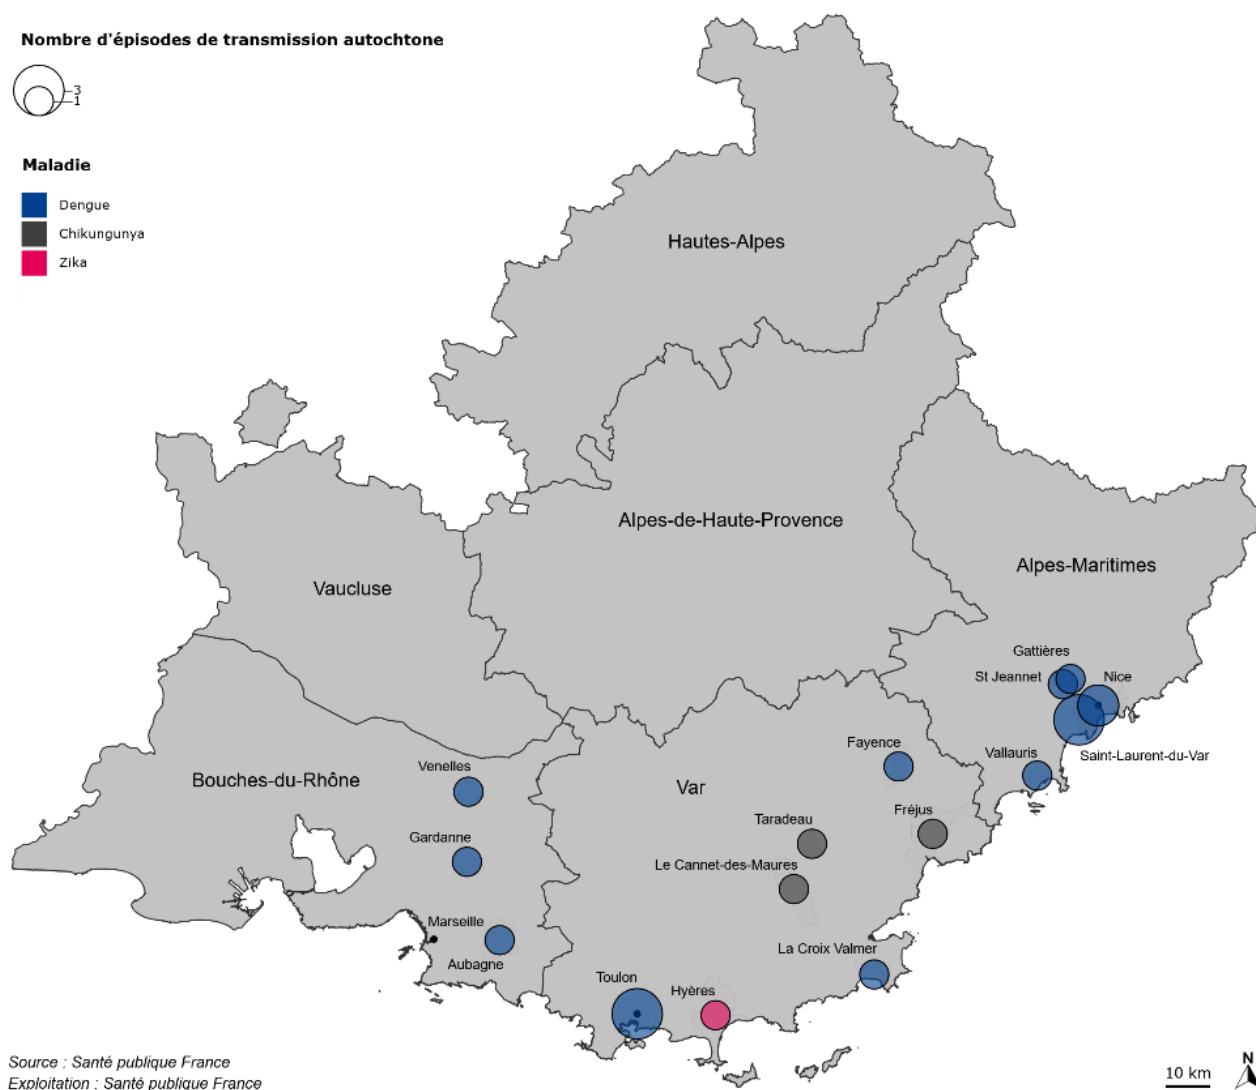 Nombre d'épisodes de transmission autochtone
3
1
Maladie
Dengue
Chikungunya
Zika
Hautes-Alpes
Alpes-de-Haute-Provence
Alpes-Maritimes
Vaucluse
Gattières
St Jeannet
Nice
Fayence
Vallauris
Saint-Laurent-du-Var
Venelles
Bouches-du-Rhône
Var
Taradeau
Fréjus
Gardanne
Le Cannet-des-Maures
Marseille
La Croix Valmer
Aubagne
Toulon
Hyères
Source : Santé publique France
Exploitation : Santé publique France
10 km
N